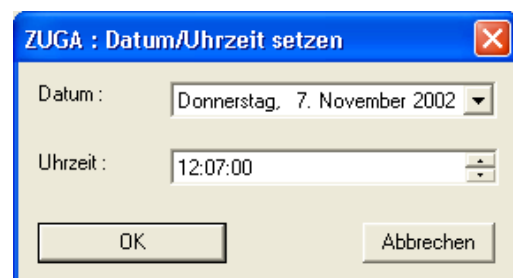 ZUGA : Datum/Uhrzeit setzen
Datum : Donnerstag, 7. November 2002
Uhrzeit : 12:07:00
OK Abbrechen